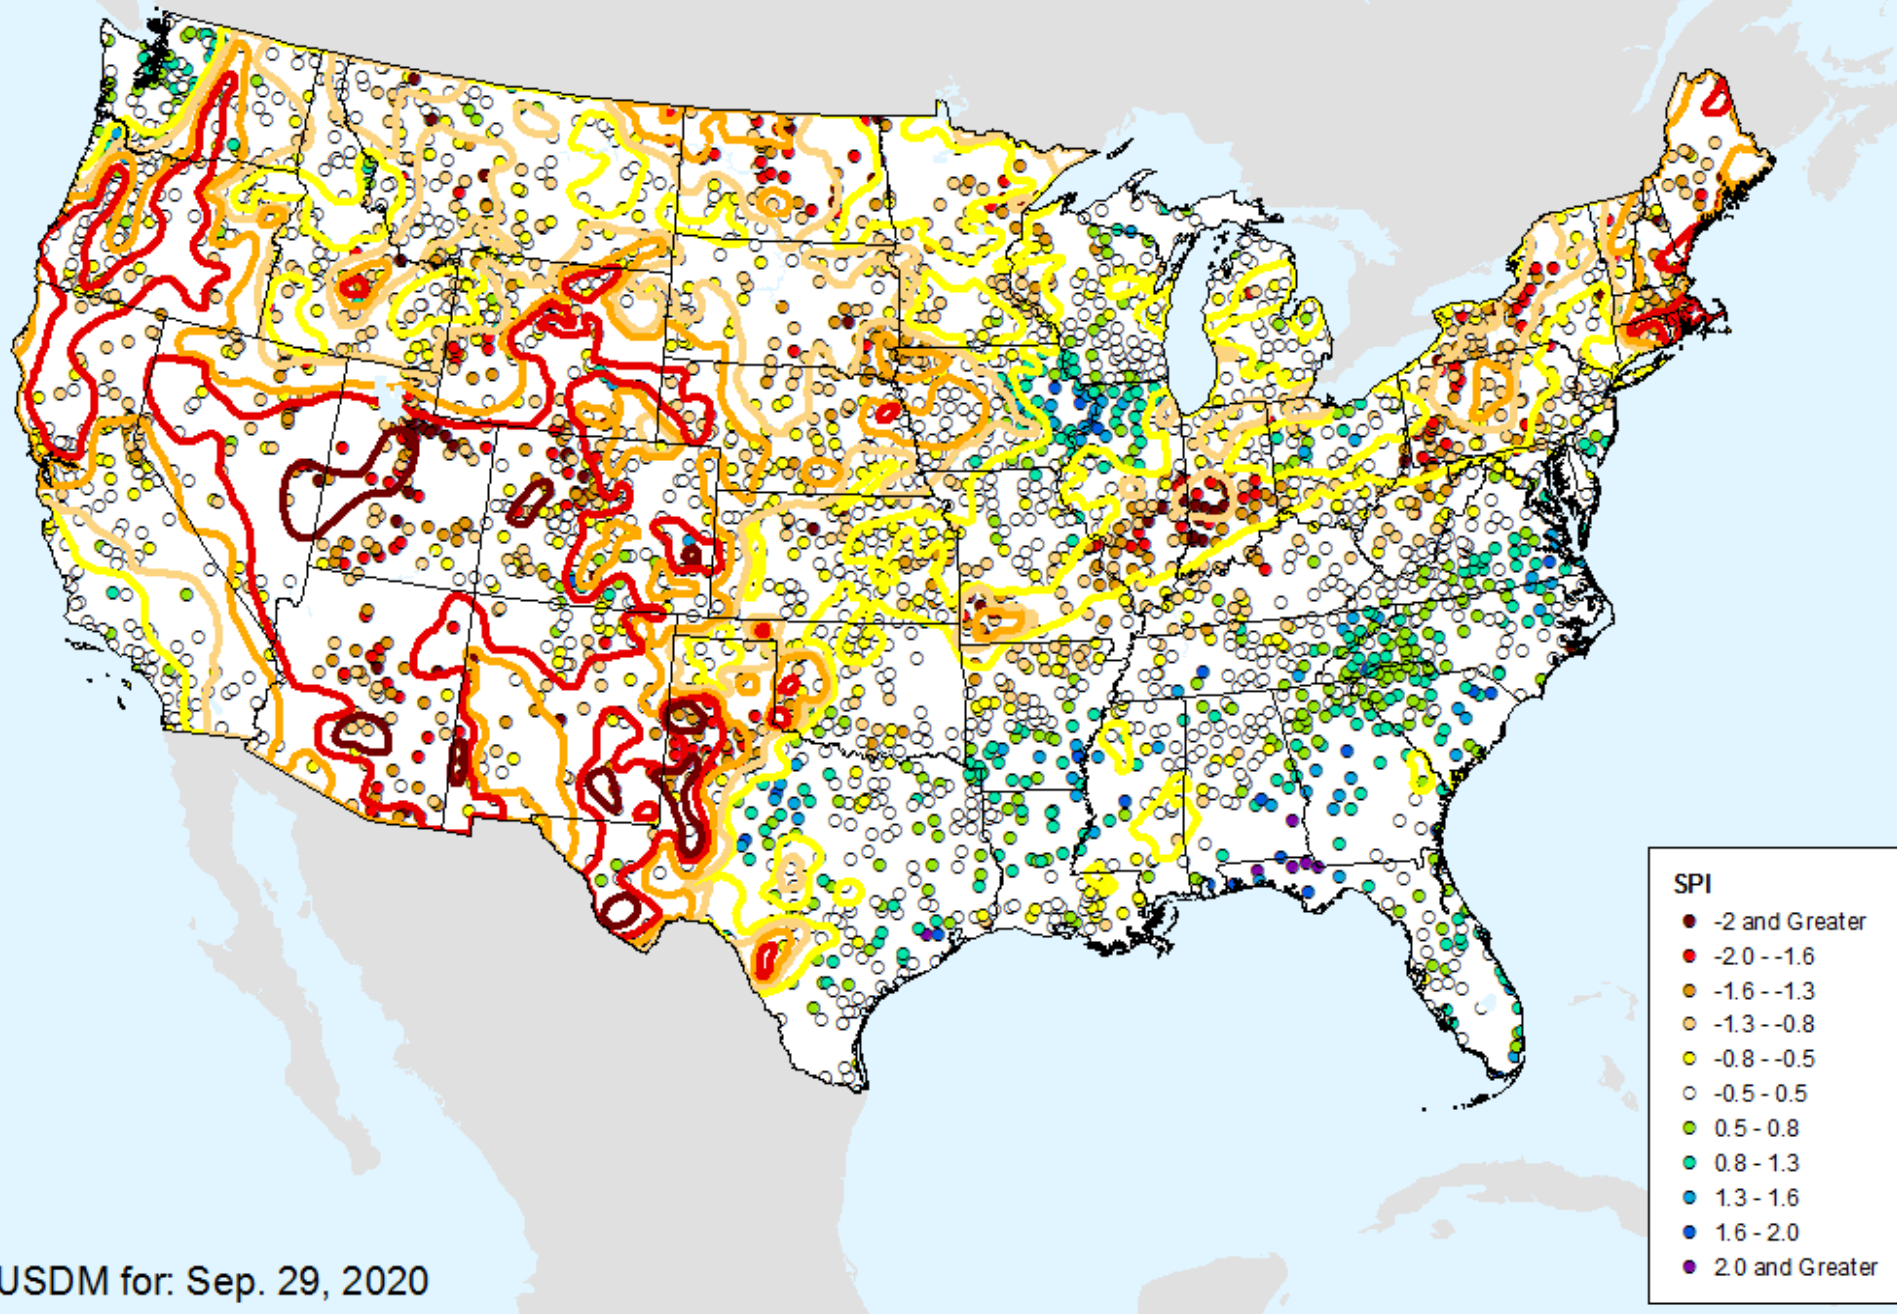 SPI
-2 and Greater
-2.0 - -1.6
-1.6 - -1.3
-1.3 - -0.8
-0.8 - -0.5
-0.5 - 0.5
0.5 - 0.8
0.8 - 1.3
1.3 - 1.6
1.6 - 2.0
2.0 and Greater
USDM for: Sep. 29, 2020